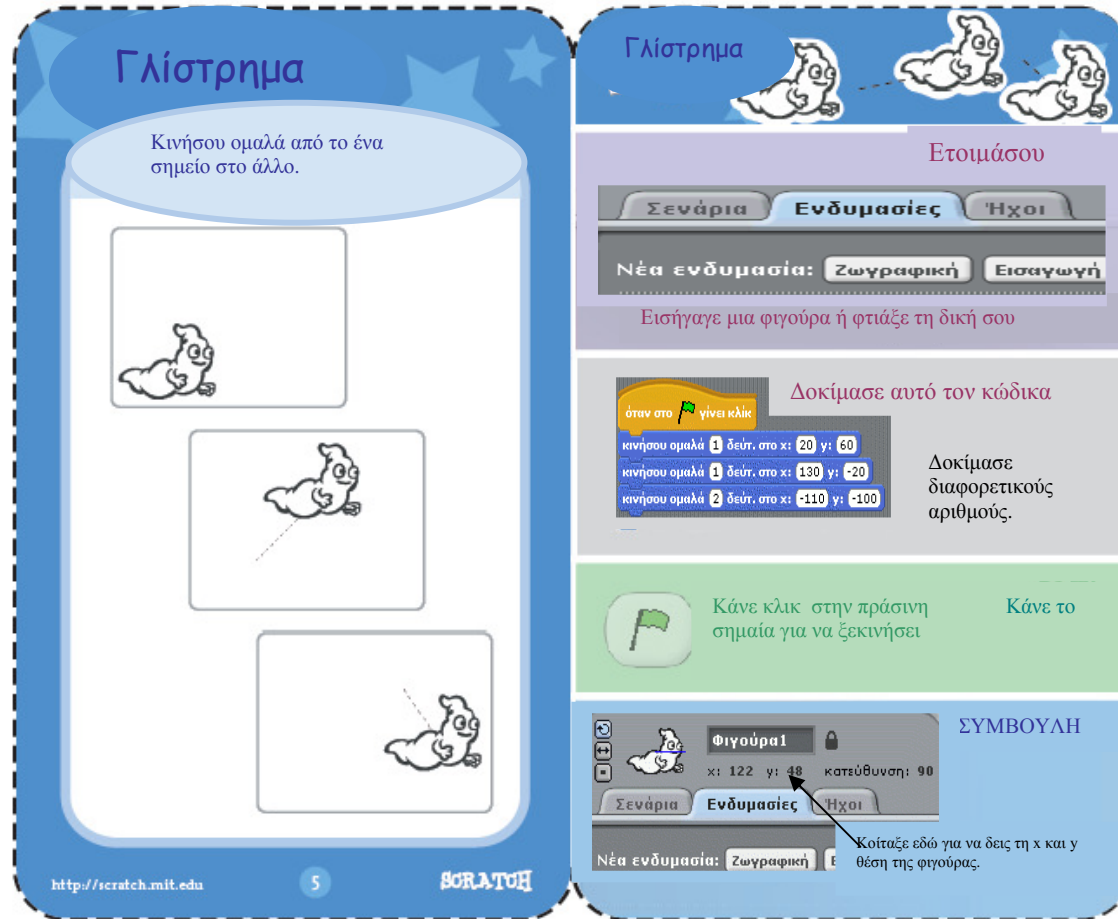 Γλίστρημα
Κινήσου ομαλά από το ένα
σημείο στο άλλο.
http://scratch.mit.edu
5
SCRATCH
Γλίστρημα
Ετοιμάσου
Σενάρια Ενδυμασίες Ήχοι
Νέα ενδυμασία: Ζωγραφική Εισαγωγή
Εισήγαγε μια φιγούρα ή φτιάξε τη δική σου
Δοκίμασε αυτό τον κώδικα
όταν στο γίνει κλίκ
κινήσου ομαλά 1 δεύτ. στο x: 20 y: 60
κινήσου ομαλά 1 δεύτ. στο x: 130 y: -20
κινήσου ομαλά 2 δεύτ. στο x: -110 y: -100
Δοκίμασε
διαφορετικούς
αριθμούς.
Κάνε κλικ στην πράσινη
σημαία για να ξεκινήσει
Κάνε το
ΣΥΜΒΟΥΛΗ
Φιγούρα1
x: 122 y: 48 κατεύθυνση: 90
Σενάρια Ενδυμασίες Ήχοι
Νέα ενδυμασία: Ζωγραφική Ε
Κοίταξε εδώ για να δεις τη x και y
θέση της φιγούρας.